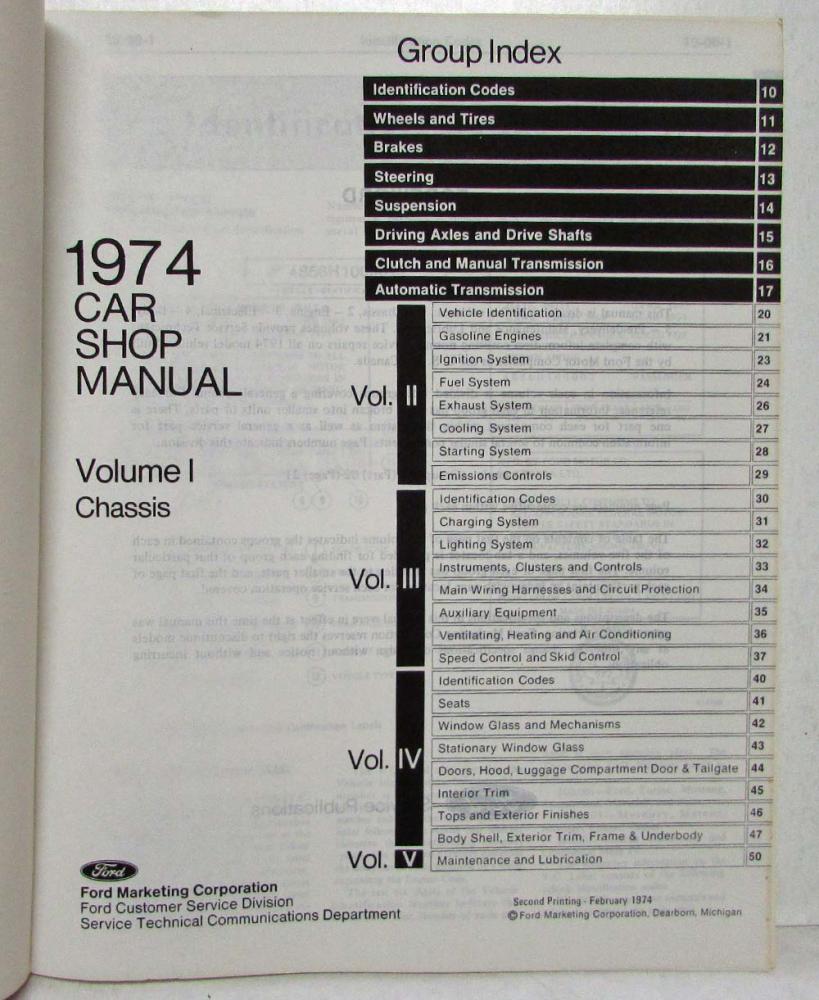 Group Index
Identification Codes 10
Wheels and Tires 11
Brakes 12
Steering 13
Suspension 14
Driving Axles and Drive Shafts 15
Clutch and Manual Transmission 16
Automatic Transmission 17
1974
CAR
SHOP
MANUAL
Volume I
Chassis
Vol. II
Vehicle Identification 20
Gasoline Engines 21
Ignition System 23
Fuel System 24
Exhaust System 26
Cooling System 27
Starting System 28
Emissions Controls 29
Vol. III
Identification Codes 30
Charging System 31
Lighting System 32
Instruments, Clusters and Controls 33
Main Wiring Harnesses and Circuit Protection 34
Auxiliary Equipment 35
Ventilating, Heating and Air Conditioning 36
Speed Control and Skid Control 37
Vol. IV
Identification Codes 40
Seats 41
Window Glass and Mechanisms 42
Stationary Window Glass 43
Doors, Hood, Luggage Compartment Door & Tailgate 44
Interior Trim 45
Tops and Exterior Finishes 46
Body Shell, Exterior Trim, Frame & Underbody 47
Vol. V
Maintenance and Lubrication 50
Ford
Ford Marketing Corporation
Ford Customer Service Division
Service Technical Communications Department
Second Printing - February 1974
© Ford Marketing Corporation, Dearborn, Michigan